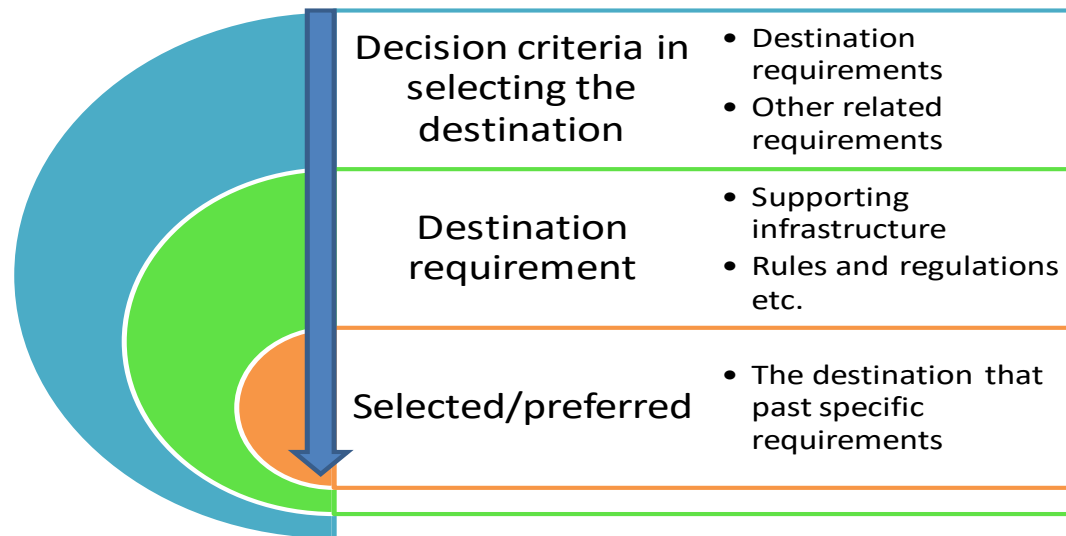 Decision criteria in
selecting the
destination
• Destination
requirements
• Other related
requirements
Destination
requirement
• Supporting
infrastructure
• Rules and regulations
etc.
Selected/preferred
• The destination that
past specific
requirements